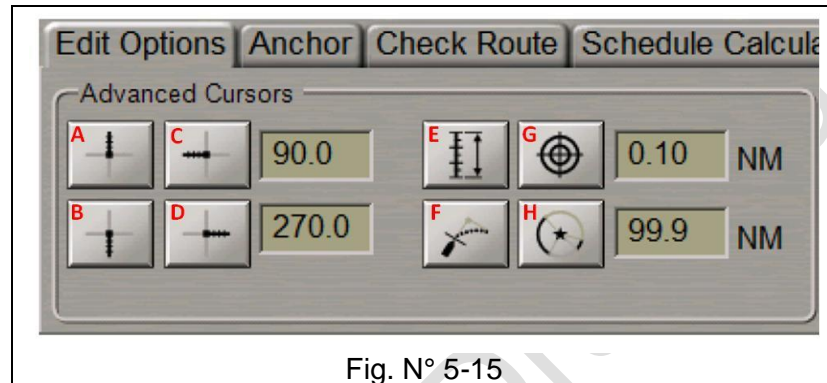 Edit Options Anchor Check Route Schedule Calcula
Advanced Cursors
A C 90.0 E G 0.10 NM
B D 270.0 F H 99.9 NM
Fig. N° 5-15